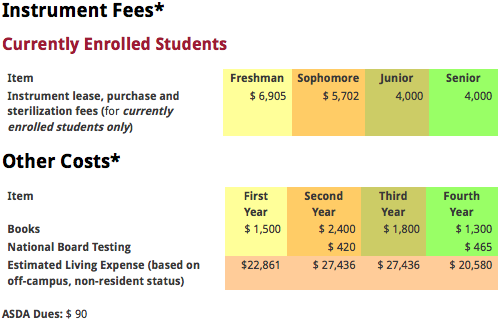 Instrument Fees*
Currently Enrolled Students
Item Freshman Sophomore Junior Senior
Instrument lease, purchase and $ 6,905 $ 5,702 4,000 4,000
sterilization fees (for currently
enrolled students only)
Other Costs*
Item First Second Third Fourth
Year Year Year Year
Books $ 1,500 $ 2,400 $ 1,800 $ 1,300
National Board Testing $ 420 $ 465
Estimated Living Expense (based on $22,861 $ 27,436 $ 27,436 $ 20,580
off-campus, non-resident status)
ASDA Dues: $ 90